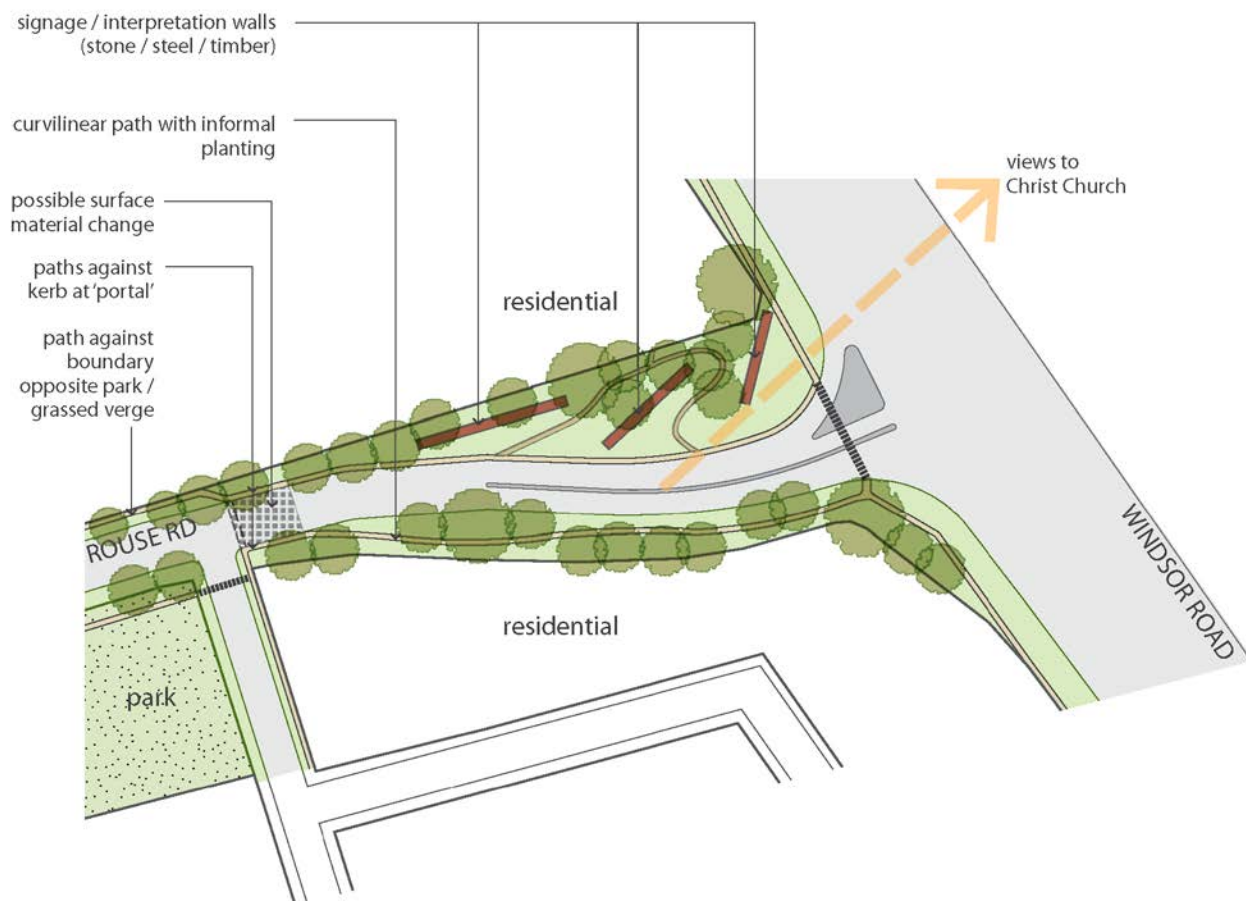 signage / interpretation walls
(stone / steel / timber)
curvilinear path with informal
planting
views to
Christ Church
possible surface
material change
paths against
kerb at ‘portal’
residential
path against
boundary
opposite park /
grassed verge
ROUSE RD
WINDSOR ROAD
residential
park